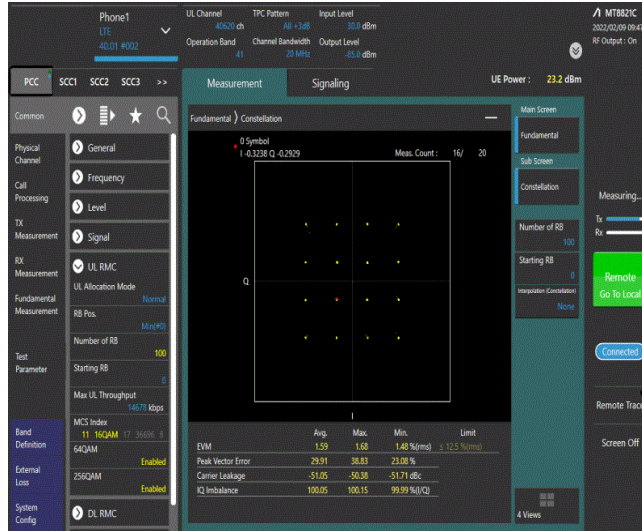 Phone1
LTE
40.01 #002
UL Channel
40620 ch
TPC Pattern
All +3dB
Input Level
30.0 dBm
Operation Band
41
Channel Bandwidth
20 MHz
Output Level
-85.0 dBm
MT8821C
2022/02/09 09:47
RF Output : On
PCC SCC1 SCC2 SCC3 >>
Measurement
Signaling
UE Power : 23.2 dBm
Common
Physical Channel
Call Processing
TX Measurement
RX Measurement
Fundamental Measurement
Test Parameter
Band Definition
External Loss
System Config
General
Frequency
Level
Signal
UL RMC
UL Allocation Mode
Normal
RB Pos.
Min(#0)
Number of RB
100
Starting RB
0
Max UL Throughput
14678 kbps
MCS Index
11 16QAM 17 36696 6
64QAM
Enabled
256QAM
Enabled
DL RMC
Fundamental ⟩ Constellation
0 Symbol
I -0.3238 Q -0.2929
Meas. Count : 16/ 20
Q
I
Avg. Max. Min. Limit
EVM 1.59 1.68 1.48 %(rms) ≤ 12.5 %(rms)
Peak Vector Error 29.91 38.83 23.08 %
Carrier Leakage -51.05 -50.38 -51.71 dBc
IQ Imbalance 100.05 100.15 99.99 %(I/Q)
Main Screen
Fundamental
Sub Screen
Constellation
Number of RB
100
Starting RB
0
Interpolation (Constellation)
None
4 Views
Measuring...
Tx
Rx
Remote
Go To Local
Connected
Remote Trace
Screen Off